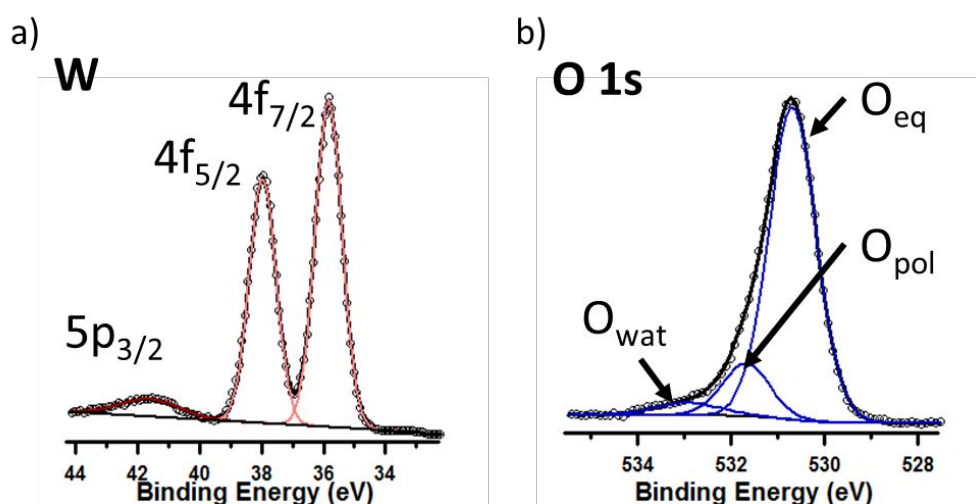 a)
W
4f7/2
4f5/2
5p3/2
44 42 40 38 36 34
Binding Energy (eV)
b)
O 1s
Oeq
Opol
Owat
534 532 530 528
Binding Energy (eV)